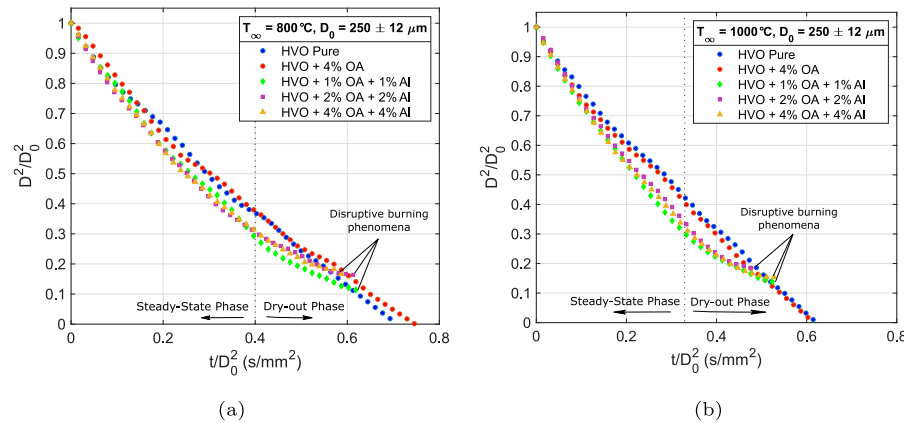 T∞ = 800°C, D₀ = 250 ± 12 μm
HVO Pure
HVO + 4% OA
HVO + 1% OA + 1% Al
HVO + 2% OA + 2% Al
HVO + 4% OA + 4% Al
1
0.9
0.8
0.7
0.6
0.5
0.4
0.3
0.2
0.1
0
D²/D₀²
Disruptive burning
phenomena
Steady-State Phase
Dry-out Phase
0 0.2 0.4 0.6 0.8
t/D₀² (s/mm²)
(a)
T∞ = 1000°C, D₀ = 250 ± 12 μm
HVO Pure
HVO + 4% OA
HVO + 1% OA + 1% Al
HVO + 2% OA + 2% Al
HVO + 4% OA + 4% Al
1
0.9
0.8
0.7
0.6
0.5
0.4
0.3
0.2
0.1
0
D²/D₀²
Disruptive burning
phenomena
Steady-State Phase
Dry-out Phase
0 0.2 0.4 0.6 0.8
t/D₀² (s/mm²)
(b)